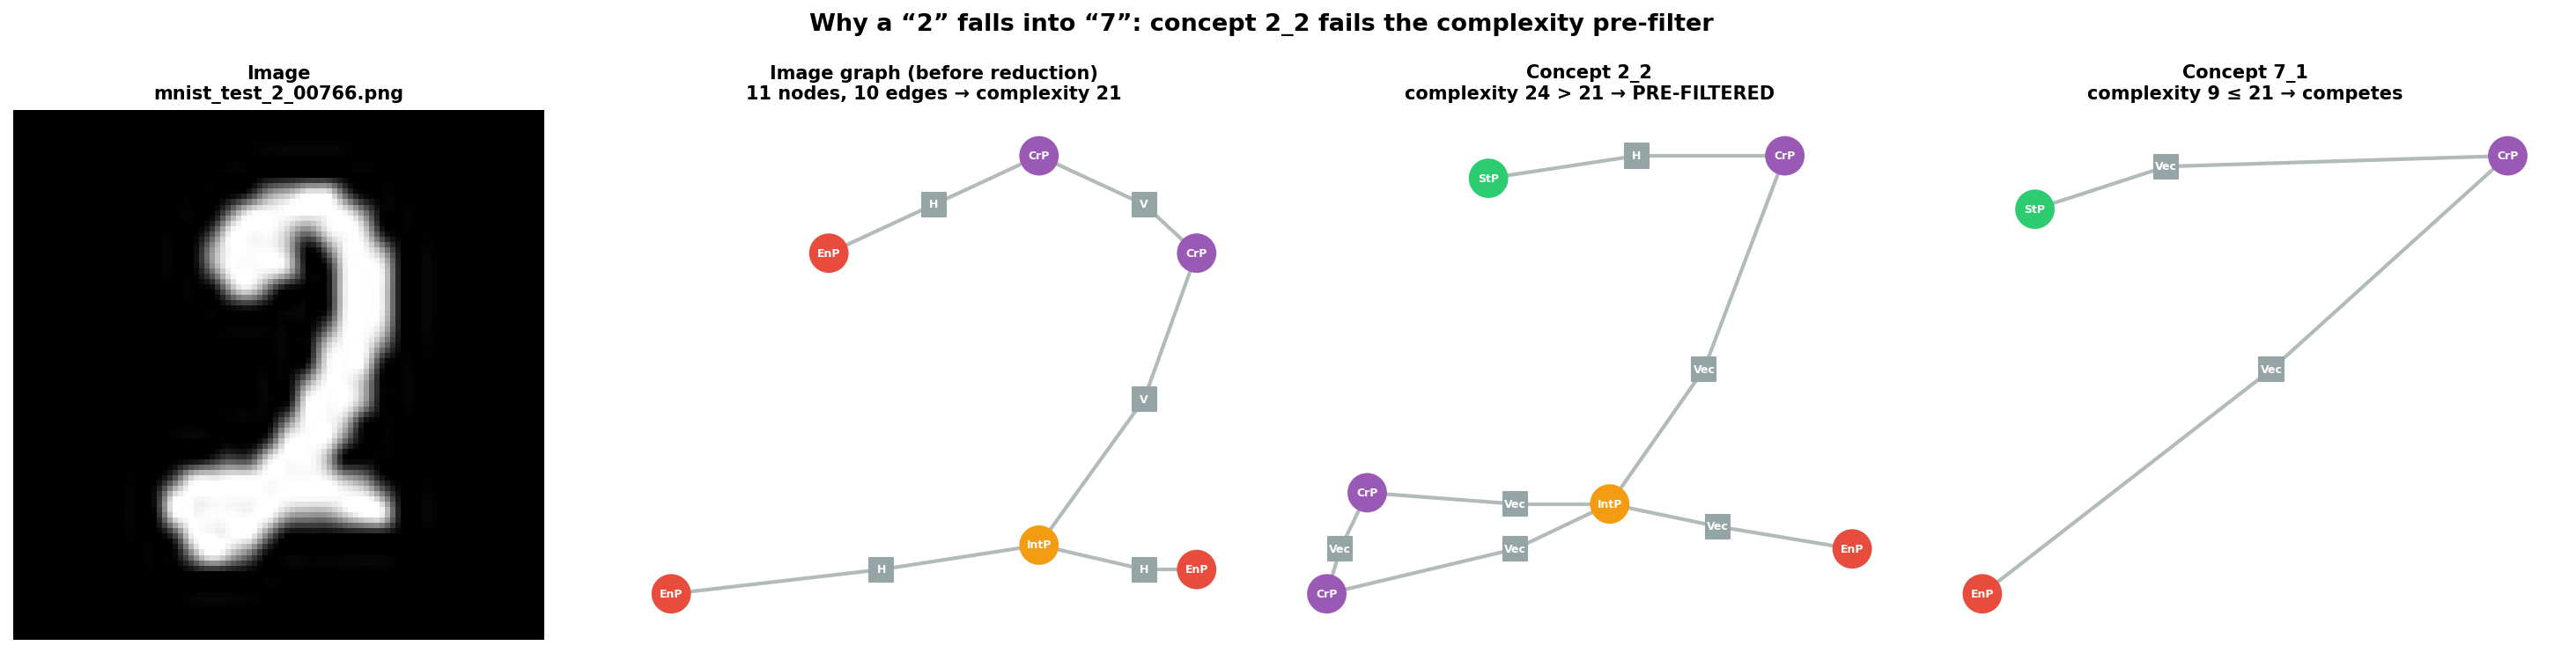 Why a “2” falls into “7”: concept 2_2 fails the complexity pre-filter
Image
mnist_test_2_00766.png
Image graph (before reduction)
11 nodes, 10 edges → complexity 21
CrP
H
V
EnP
CrP
V
IntP
H
H
EnP
EnP
Concept 2_2
complexity 24 > 21 → PRE-FILTERED
StP
H
CrP
Vec
CrP
Vec
IntP
Vec
Vec
Vec
EnP
CrP
Concept 7_1
complexity 9 ≤ 21 → competes
CrP
Vec
StP
Vec
EnP